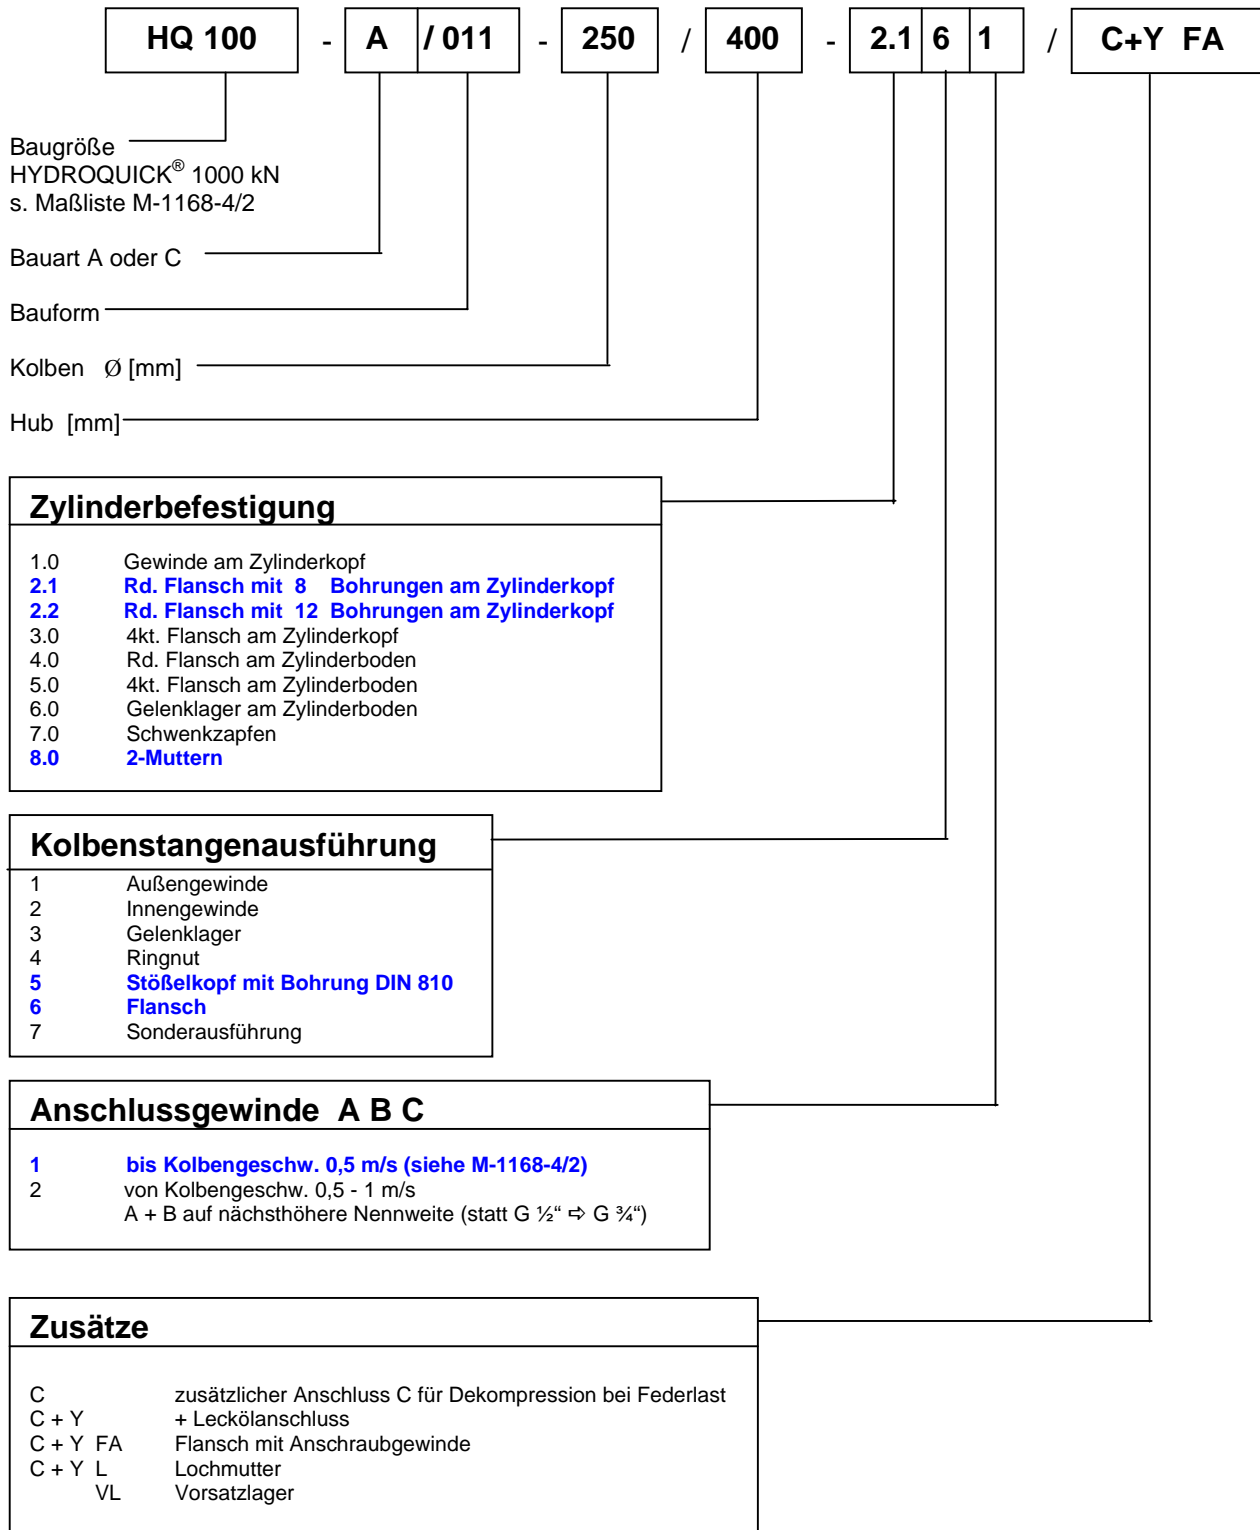 HQ 100 - A / 011 - 250 / 400 - 2.1 6 1 / C+Y FA
Baugröße
HYDROQUICK® 1000 kN
s. Maßliste M-1168-4/2
Bauart A oder C
Bauform
Kolben Ø [mm]
Hub [mm]
Zylinderbefestigung
1.0 Gewinde am Zylinderkopf
2.1 Rd. Flansch mit 8 Bohrungen am Zylinderkopf
2.2 Rd. Flansch mit 12 Bohrungen am Zylinderkopf
3.0 4kt. Flansch am Zylinderkopf
4.0 Rd. Flansch am Zylinderboden
5.0 4kt. Flansch am Zylinderboden
6.0 Gelenklager am Zylinderboden
7.0 Schwenkzapfen
8.0 2-Muttern
Kolbenstangenausführung
1 Außengewinde
2 Innengewinde
3 Gelenklager
4 Ringnut
5 Stößelkopf mit Bohrung DIN 810
6 Flansch
7 Sonderausführung
Anschlussgewinde A B C
1 bis Kolbengeschw. 0,5 m/s (siehe M-1168-4/2)
2 von Kolbengeschw. 0,5 - 1 m/s
A + B auf nächsthöhere Nennweite (statt G ½“ ⇨ G ¾“)
Zusätze
C zusätzlicher Anschluss C für Dekompression bei Federlast
C + Y + Leckölanschluss
C + Y FA Flansch mit Anschraubgewinde
C + Y L Lochmutter
VL Vorsatzlager